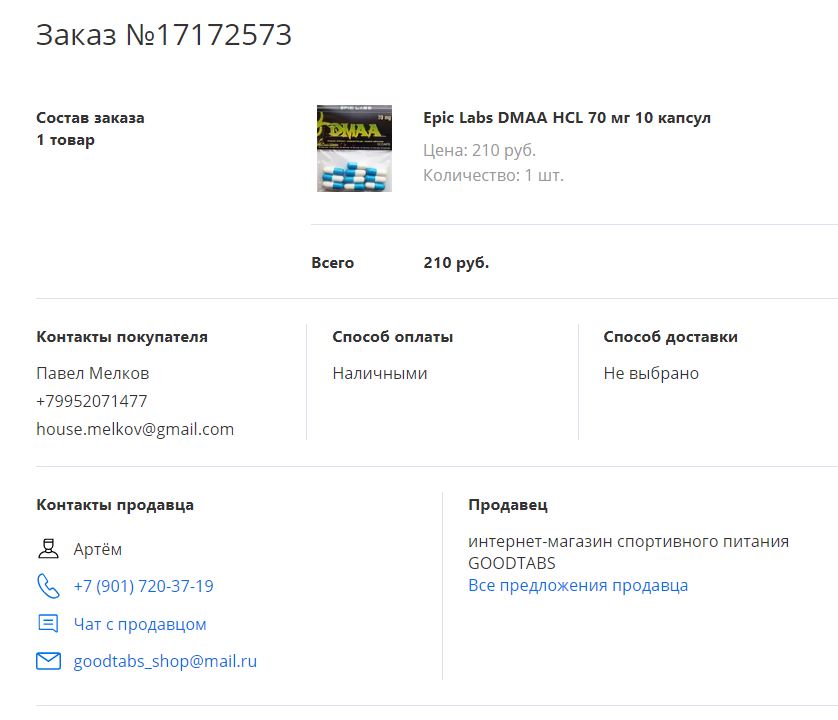 Заказ №17172573
Состав заказа
1 товар
EPIC LABS
70 mg
DMAA
Epic Labs DMAA HCL 70 мг 10 капсул
Цена: 210 руб.
Количество: 1 шт.
Всего
210 руб.
Контакты покупателя
Павел Мелков
+79952071477
house.melkov@gmail.com
Способ оплаты
Наличными
Способ доставки
Не выбрано
Контакты продавца
Артём
+7 (901) 720-37-19
Чат с продавцом
goodtabs_shop@mail.ru
Продавец
интернет-магазин спортивного питания
GOODTABS
Все предложения продавца